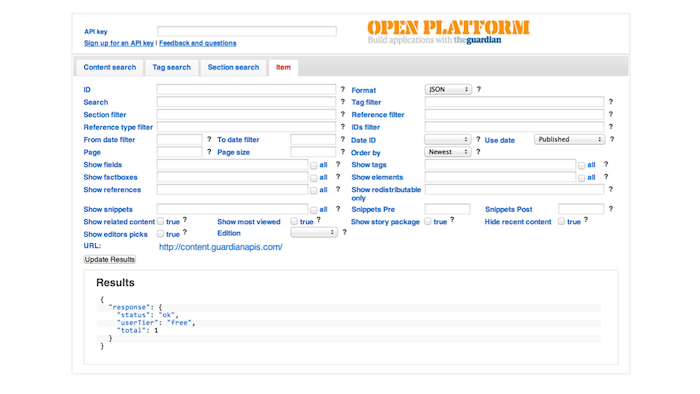 API key
OPEN PLATFORM
Sign up for an API key | Feedback and questions
Build applications with theguardian
Content search Tag search Section search Item
ID ? Format JSON ?
Search Tag filter ?
Section filter Reference filter ?
Reference type filter ? IDs filter ?
From date filter ? To date filter ? Date ID ? Use date Published ?
Page ? Page size ? Order by Newest ?
Show fields all ? Show tags all ?
Show factboxes all ? Show elements all ?
Show references all ? Show redistributable only ?
Show snippets all ? Snippets Pre Snippets Post ?
Show related content true ? Show most viewed true ? Show story package true ? Hide recent content true ?
Show editors picks true ? Edition ?
URL: http://content.guardianapis.com/
Update Results
Results
{
"response": {
"status": "ok",
"userTier": "free",
"total": 1
}
}